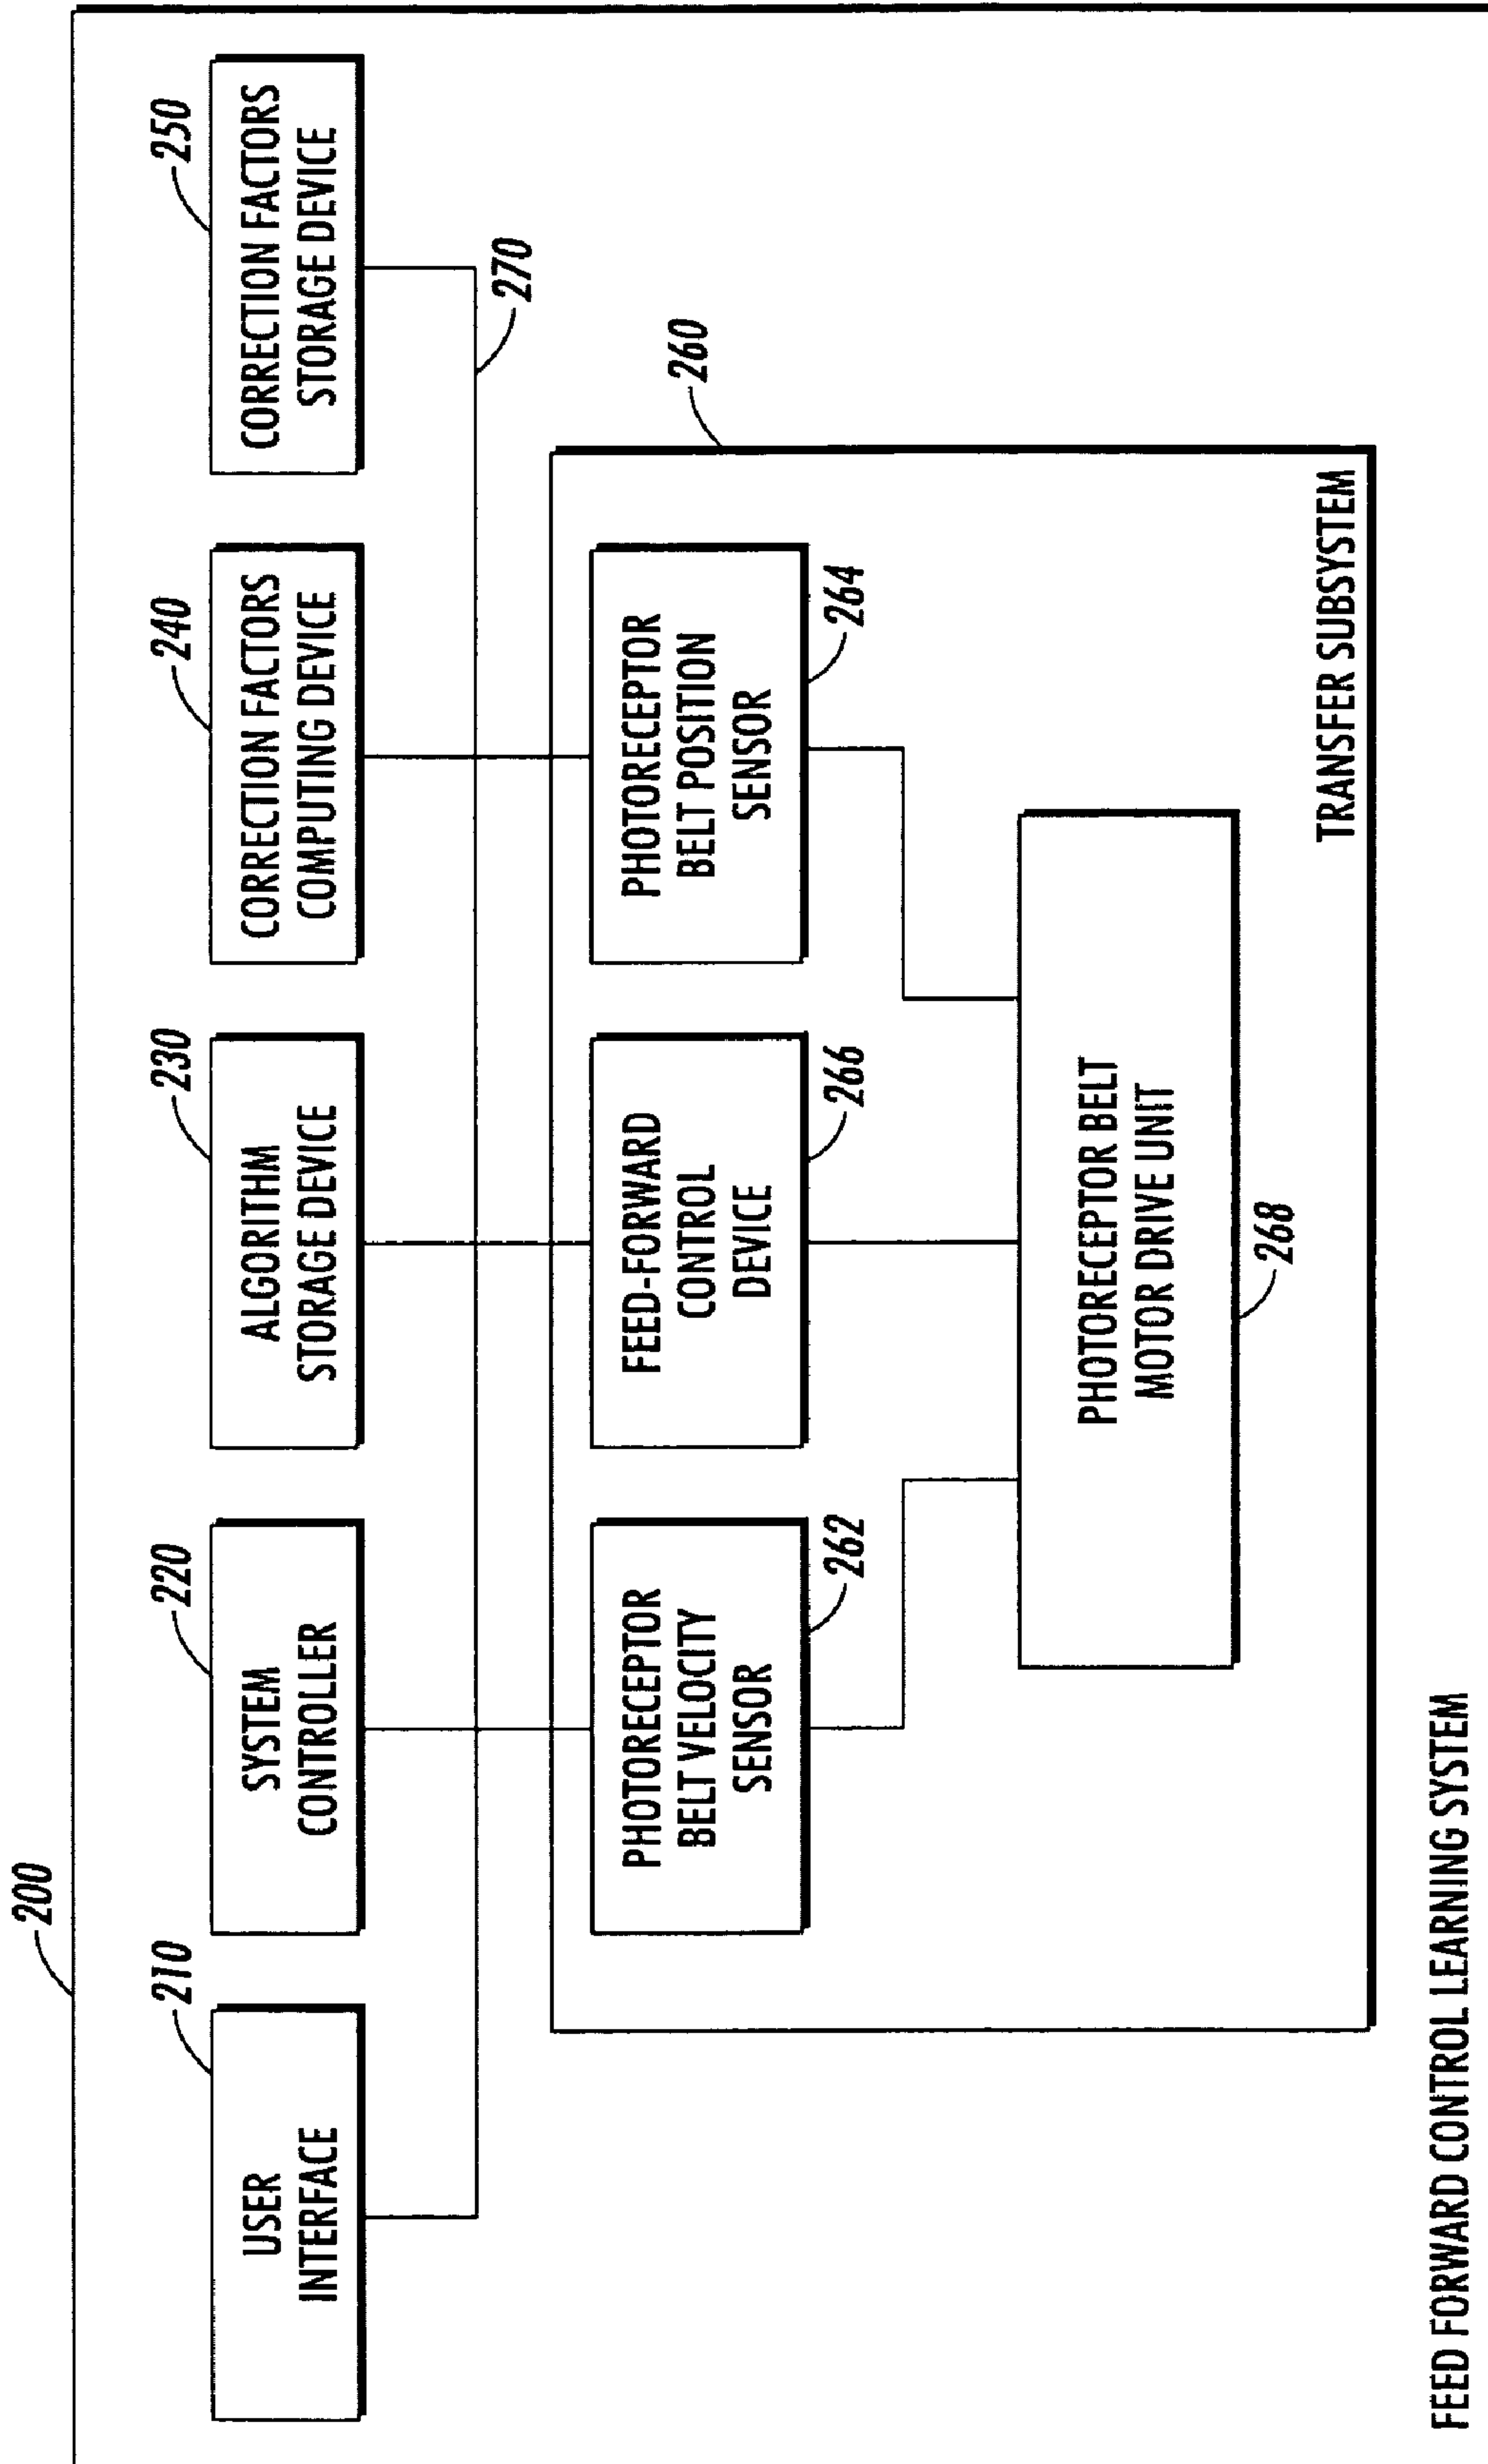 200
210
220
230
240
250
USER
INTERFACE
SYSTEM
CONTROLLER
ALGORITHM
STORAGE DEVICE
CORRECTION FACTORS
COMPUTING DEVICE
CORRECTION FACTORS
STORAGE DEVICE
270
260
PHOTORECEPTOR
BELT VELOCITY
SENSOR
262
FEED-FORWARD
CONTROL
DEVICE
266
PHOTORECEPTOR
BELT POSITION
SENSOR
264
PHOTORECEPTOR BELT
MOTOR DRIVE UNIT
268
TRANSFER SUBSYSTEM
FEED FORWARD CONTROL LEARNING SYSTEM